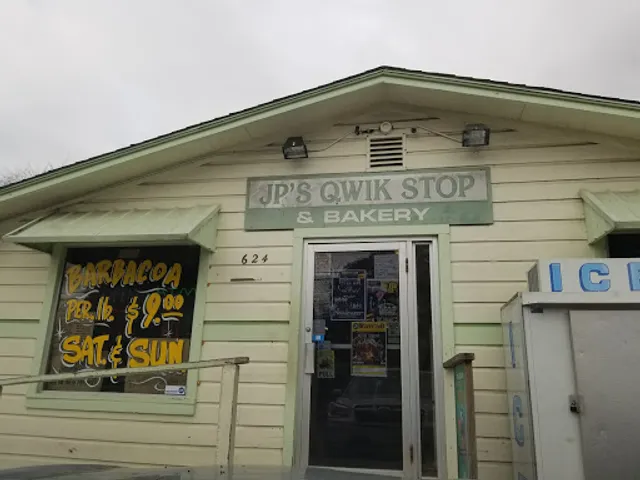 JP'S QWIK STOP
& BAKERY
624
BARBACOA
PER. lb. $9.00
SAT. & SUN
ICE